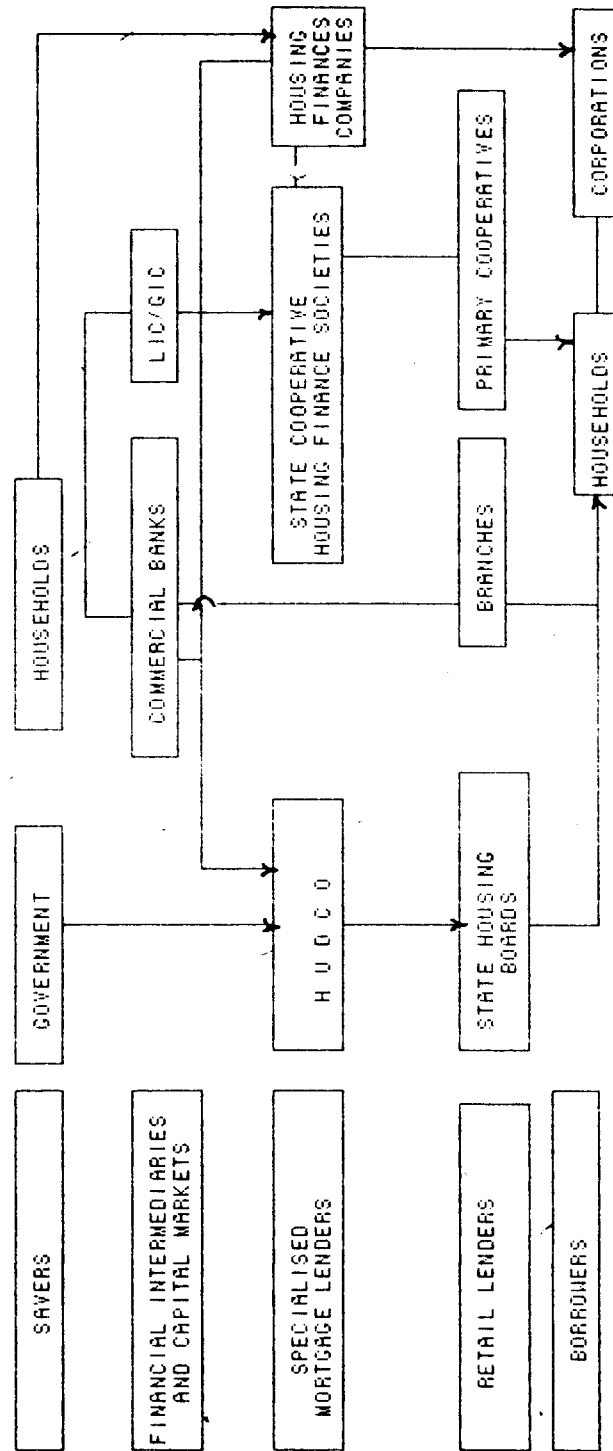 SAVERS
GOVERNMENT
HOUSEHOLDS
FINANCIAL INTERMEDIARIES
AND CAPITAL MARKETS
COMMERCIAL BANKS
LIC/GIC
SPECIALISED
MORTGAGE LENDERS
H U D C O
STATE COOPERATIVE
HOUSING FINANCE SOCIETIES
HOUSING
FINANCES
COMPANIES
RETAIL LENDERS
STATE HOUSING
BOARDS
BRANCHES
PRIMARY COOPERATIVES
BORROWERS
HOUSEHOLDS
CORPORATIONS